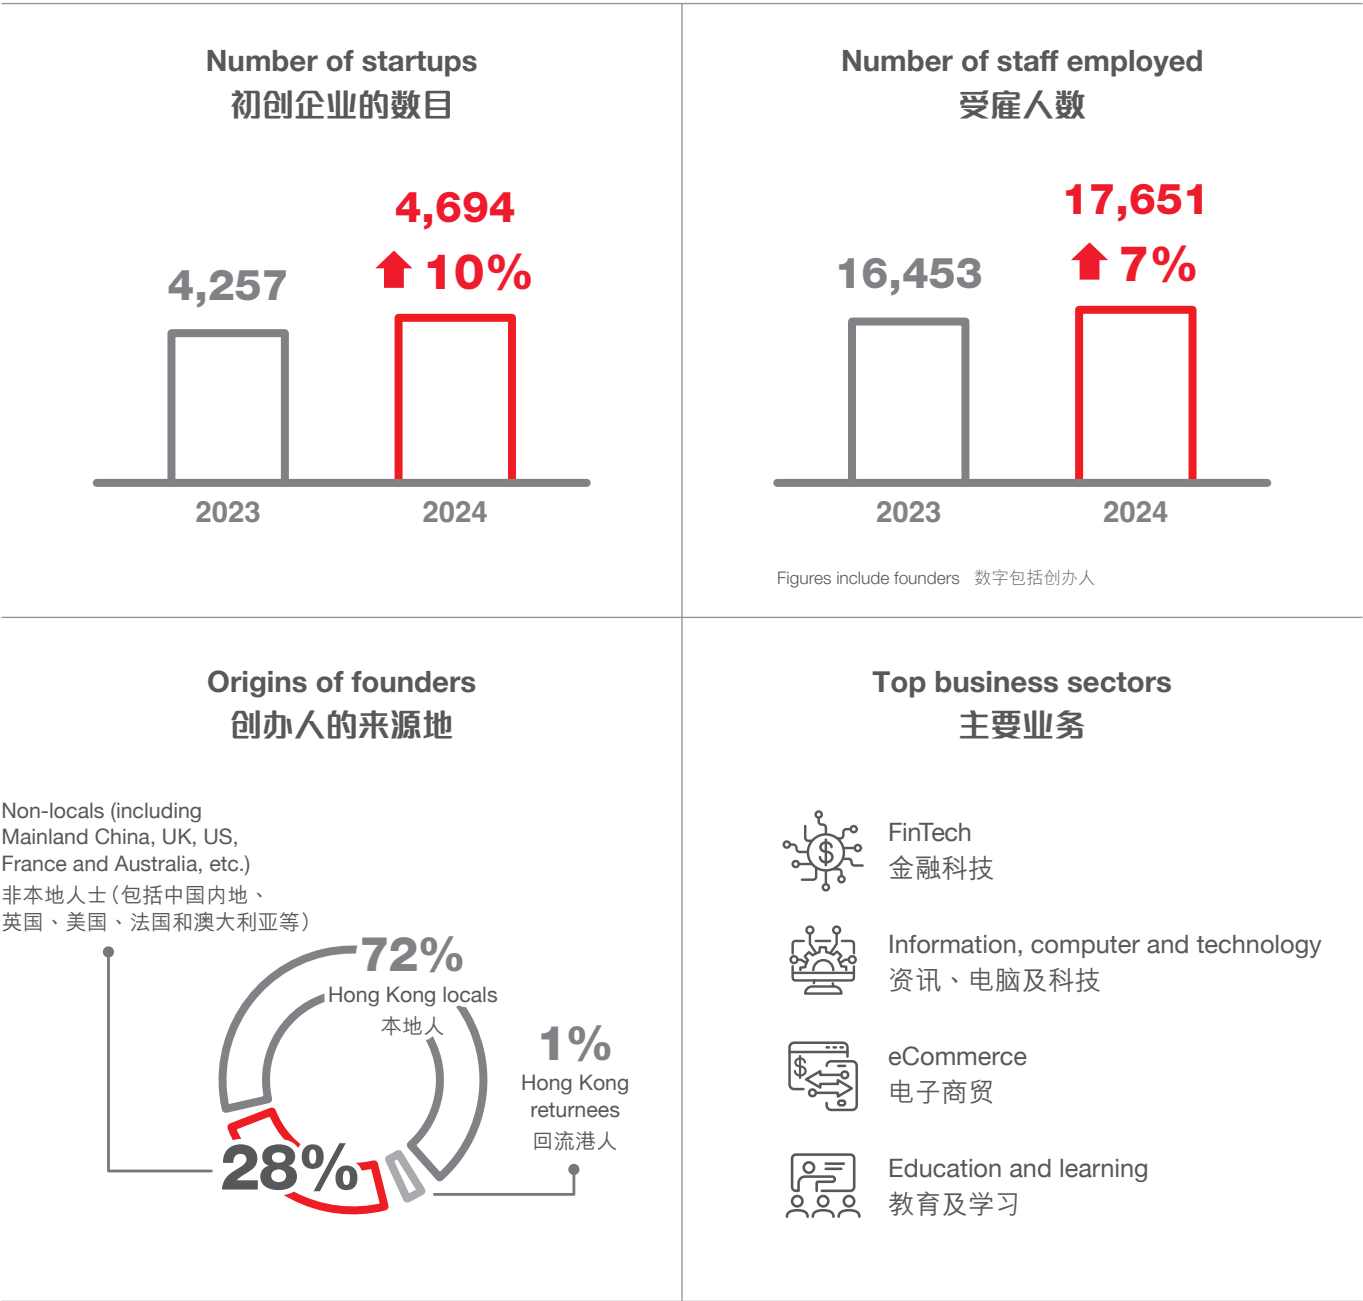 Number of startups
初创企业的数目
4,694
10%
4,257
2023
2024
Number of staff employed
受雇人数
17,651
7%
16,453
2023
2024
Figures include founders 数字包括创办人
Origins of founders
创办人的来源地
Non-locals (including
Mainland China, UK, US,
France and Australia, etc.)
非本地人士(包括中国内地、
英国、美国、法国和澳大利亚等)
72%
Hong Kong locals
本地人
1%
Hong Kong
returnees
回流港人
28%
Top business sectors
主要业务
$
FinTech
金融科技
Information, computer and technology
资讯、电脑及科技
$
eCommerce
电子商贸
Education and learning
教育及学习